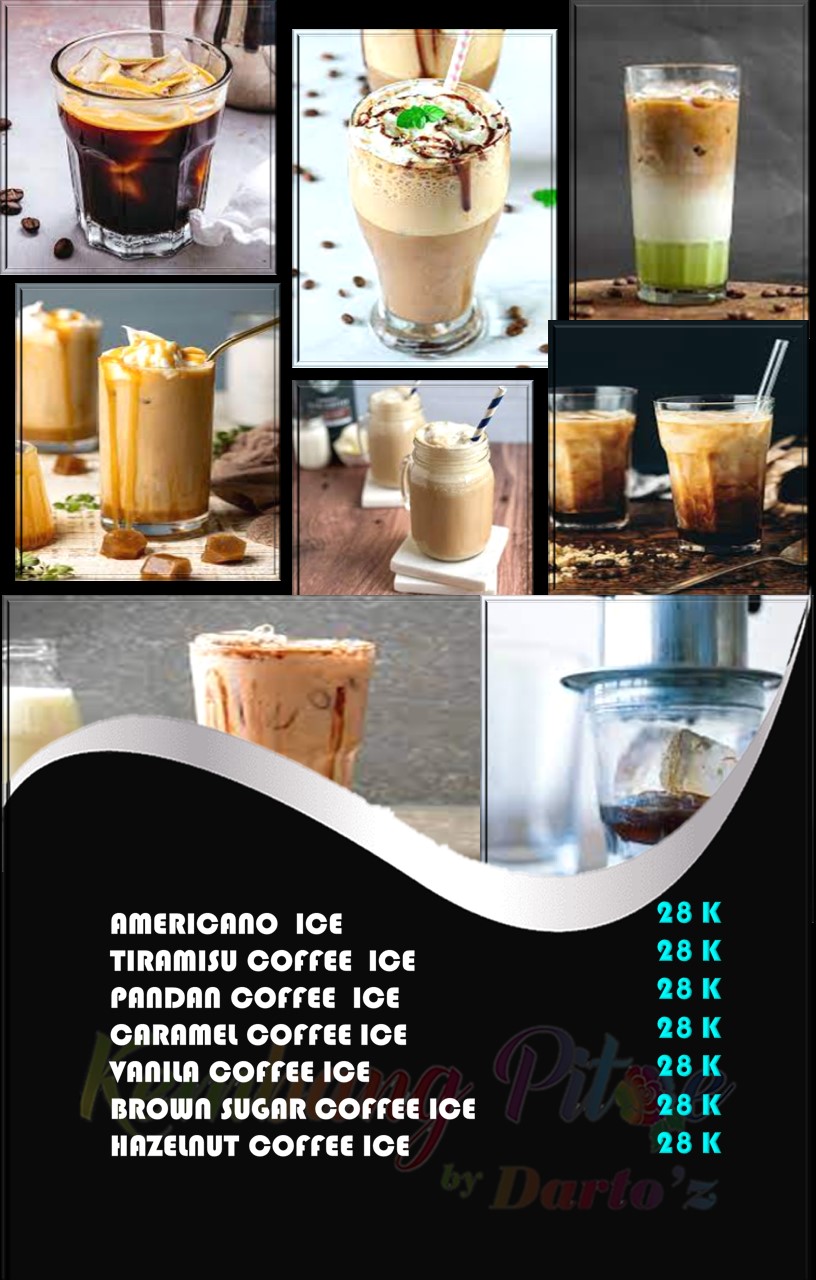 AMERICANO ICE 28 K
TIRAMISU COFFEE ICE 28 K
PANDAN COFFEE ICE 28 K
CARAMEL COFFEE ICE 28 K
VANILA COFFEE ICE 28 K
BROWN SUGAR COFFEE ICE 28 K
HAZELNUT COFFEE ICE 28 K
by Darto'z